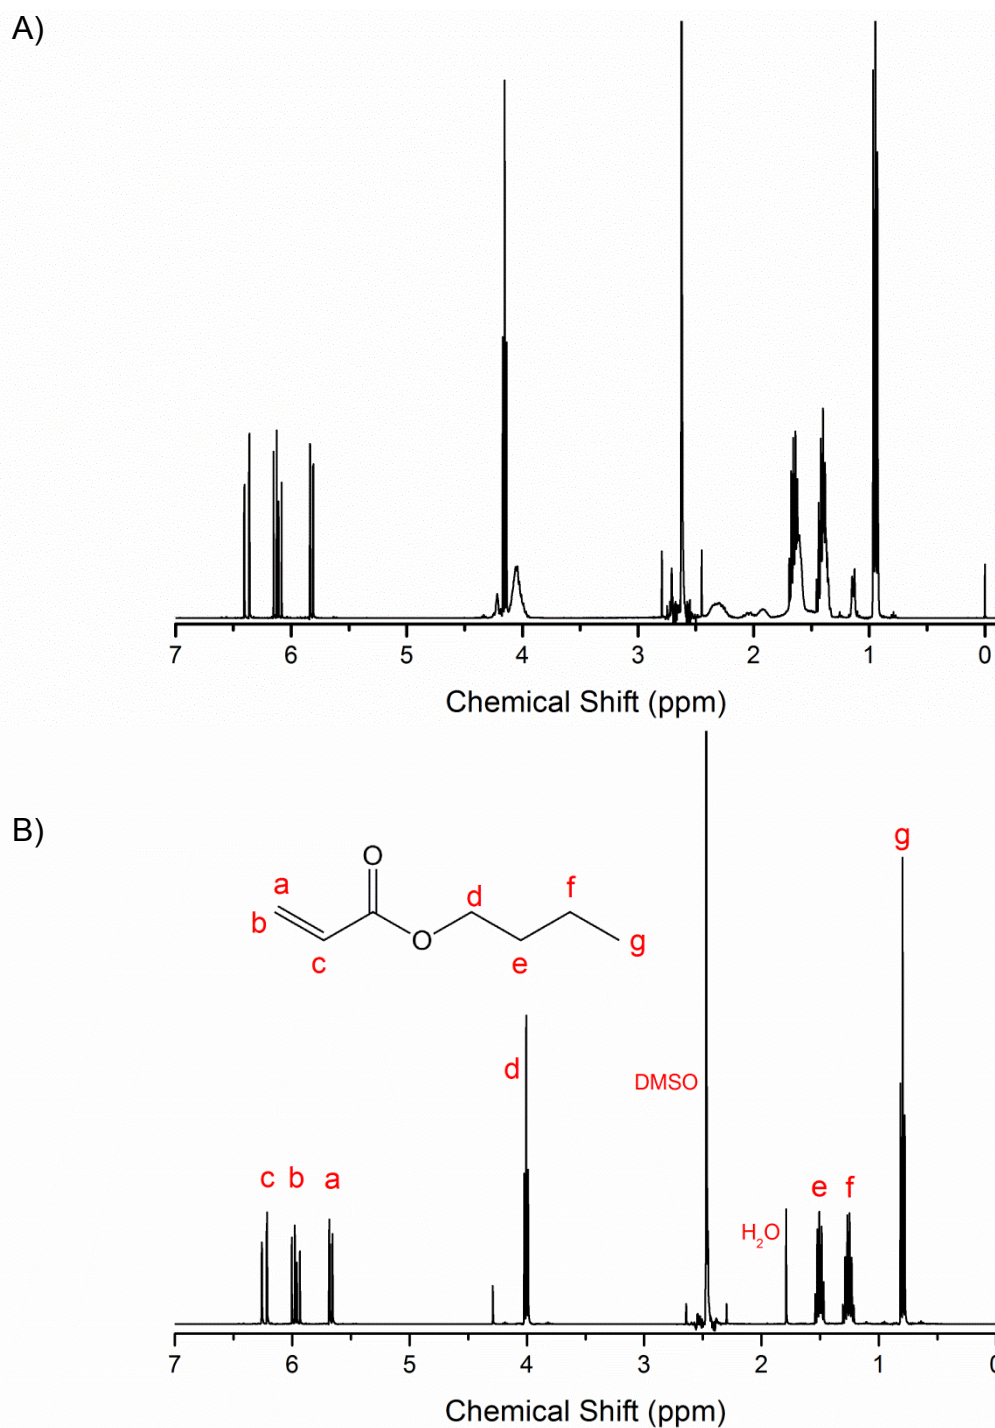 A)
7 6 5 4 3 2 1 0
Chemical Shift (ppm)
B)
O
a
b
c
O
d
e
f
g
c b a
d
DMSO
H₂O
e f
g
7 6 5 4 3 2 1 0
Chemical Shift (ppm)